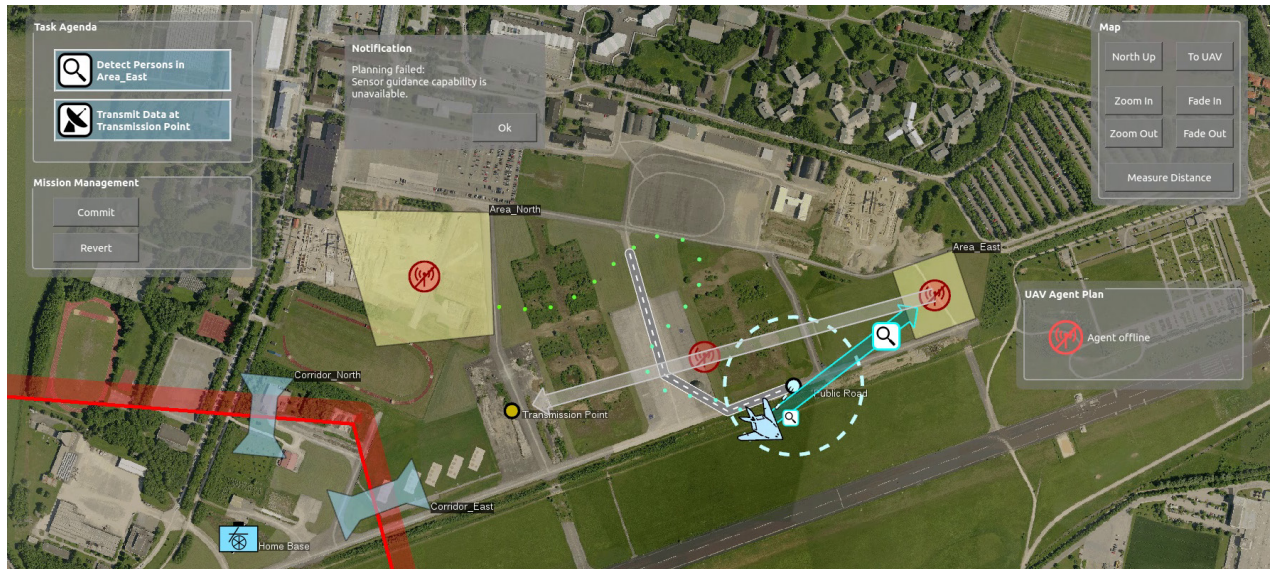 Task Agenda
Detect Persons in
Area_East
Transmit Data at
Transmission Point
Mission Management
Commit
Revert
Notification
Planning failed:
Sensor guidance capability is
unavailable.
Ok
Map
North Up
To UAV
Zoom In
Fade In
Zoom Out
Fade Out
Measure Distance
Area_North
Area_East
UAV Agent Plan
Agent offline
Corridor_North
Public Road
Transmission Point
Corridor_East
Home Base